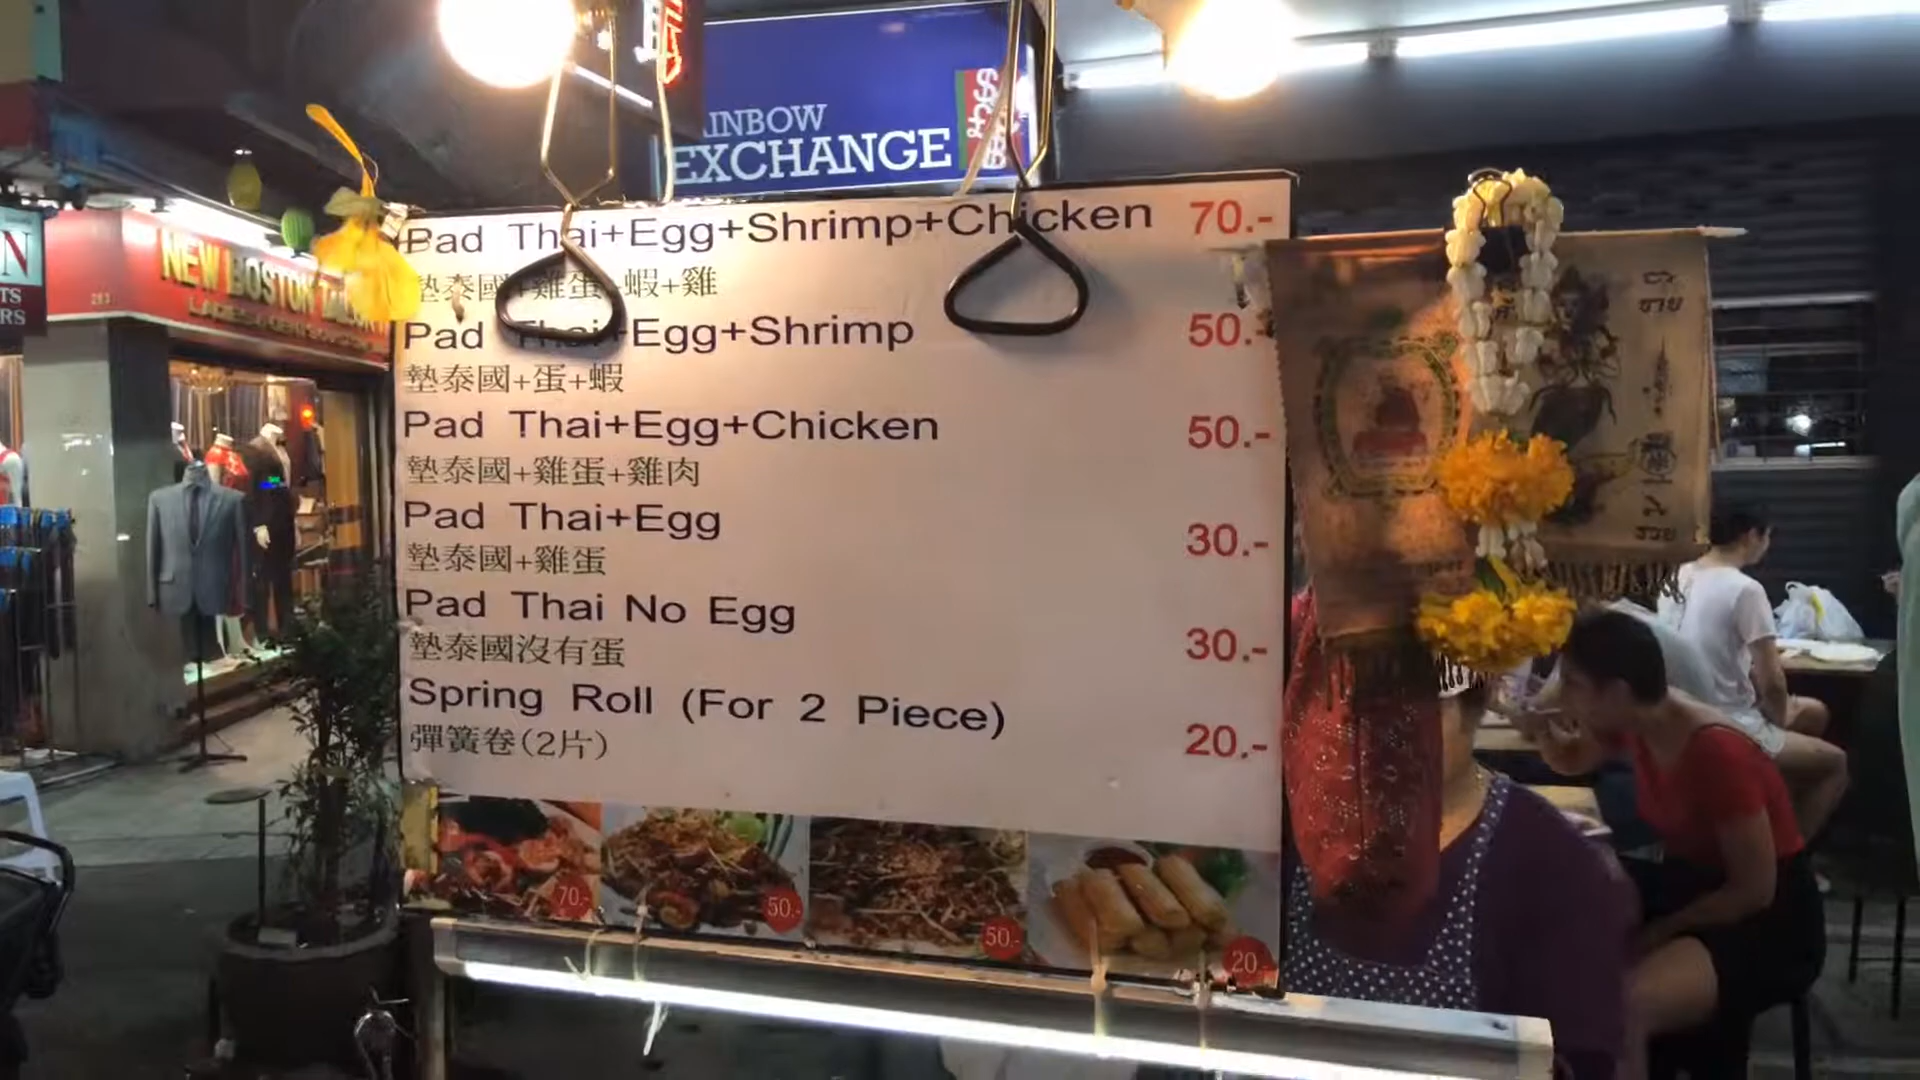 AINBOW
EXCHANGE
NEW BOSTON
N
TS
RS
Pad Thai+Egg+Shrimp+Chicken 70.-
墊泰國+雞蛋+蝦+雞
Pad Thai+Egg+Shrimp 50.-
墊泰國+蛋+蝦
Pad Thai+Egg+Chicken 50.-
墊泰國+雞蛋+雞肉
Pad Thai+Egg 30.-
墊泰國+雞蛋
Pad Thai No Egg 30.-
墊泰國沒有蛋
Spring Roll (For 2 Piece) 20.-
彈簧卷(2片)
70.-
50.-
50.-
20.-